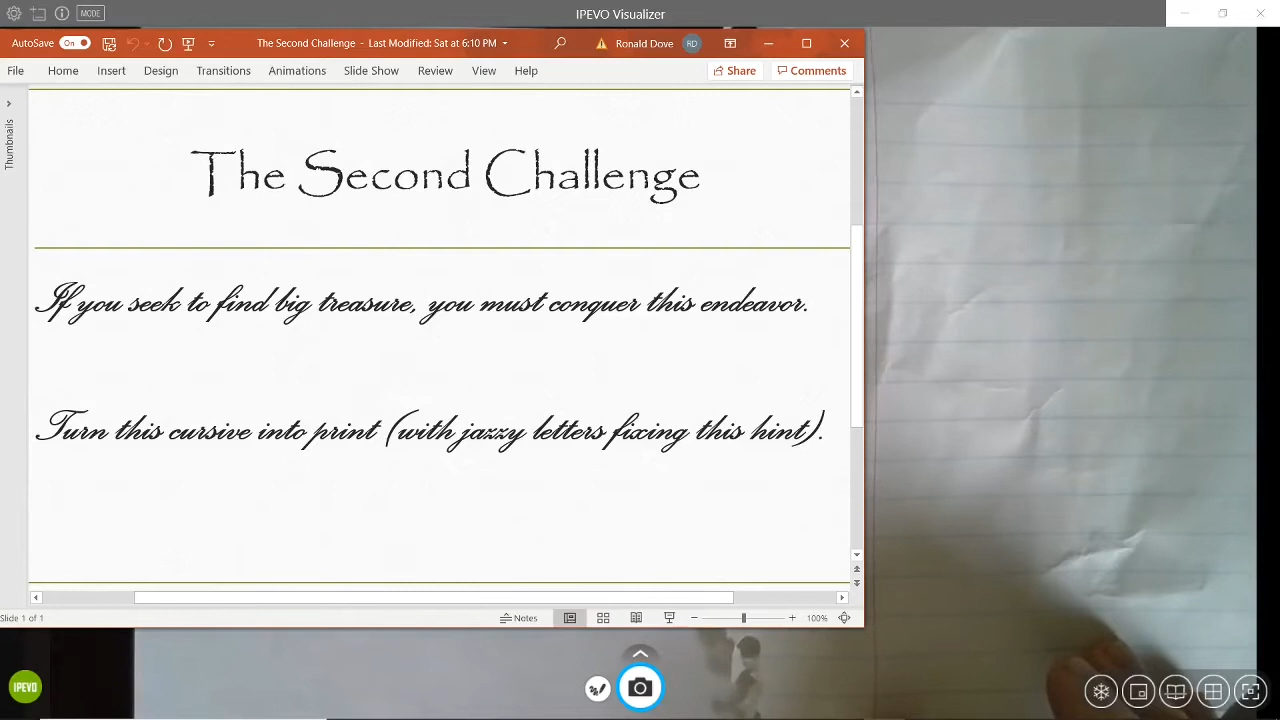 MODE
IPEVO Visualizer
AutoSave On
The Second Challenge - Last Modified: Sat at 6:10 PM
Ronald Dove RD
File Home Insert Design Transitions Animations Slide Show Review View Help Share Comments
Thumbnails
The Second Challenge
If you seek to find big treasure, you must conquer this endeavor.
Turn this cursive into print (with jazzy letters fixing this hint).
Slide 1 of 1
Notes
100%
IPEVO